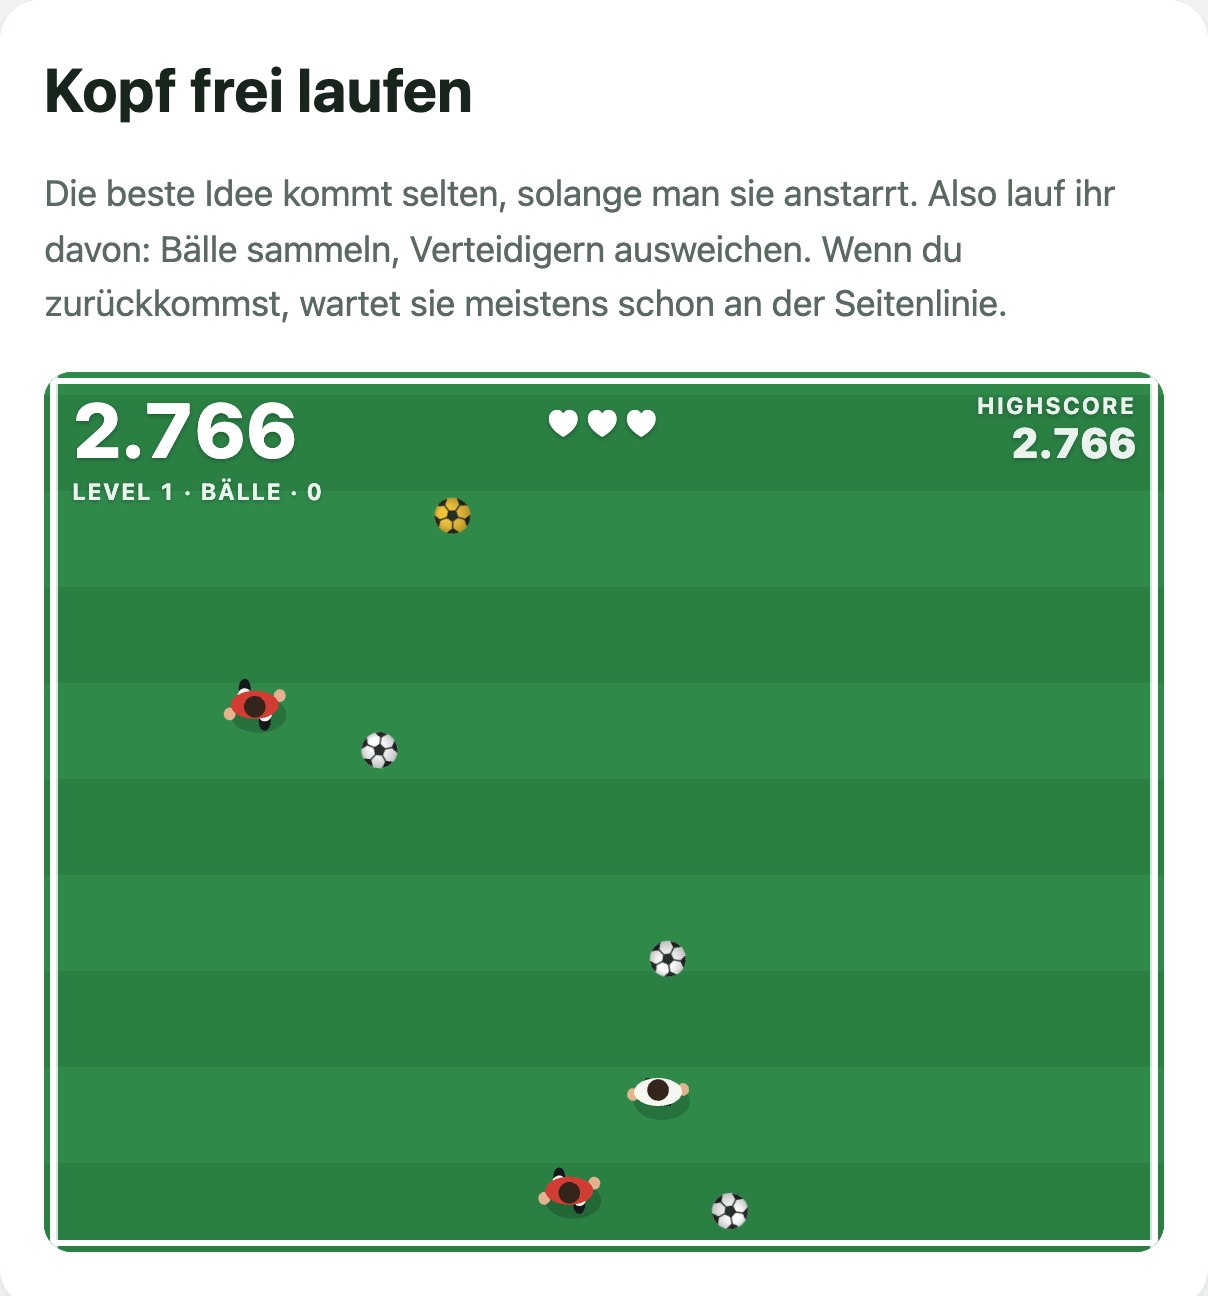 Kopf frei laufen
Die beste Idee kommt selten, solange man sie anstarrt. Also lauf ihr
davon: Bälle sammeln, Verteidigern ausweichen. Wenn du
zurückkommst, wartet sie meistens schon an der Seitenlinie.
2.766
LEVEL 1 · BÄLLE · 0
HIGHSCORE
2.766